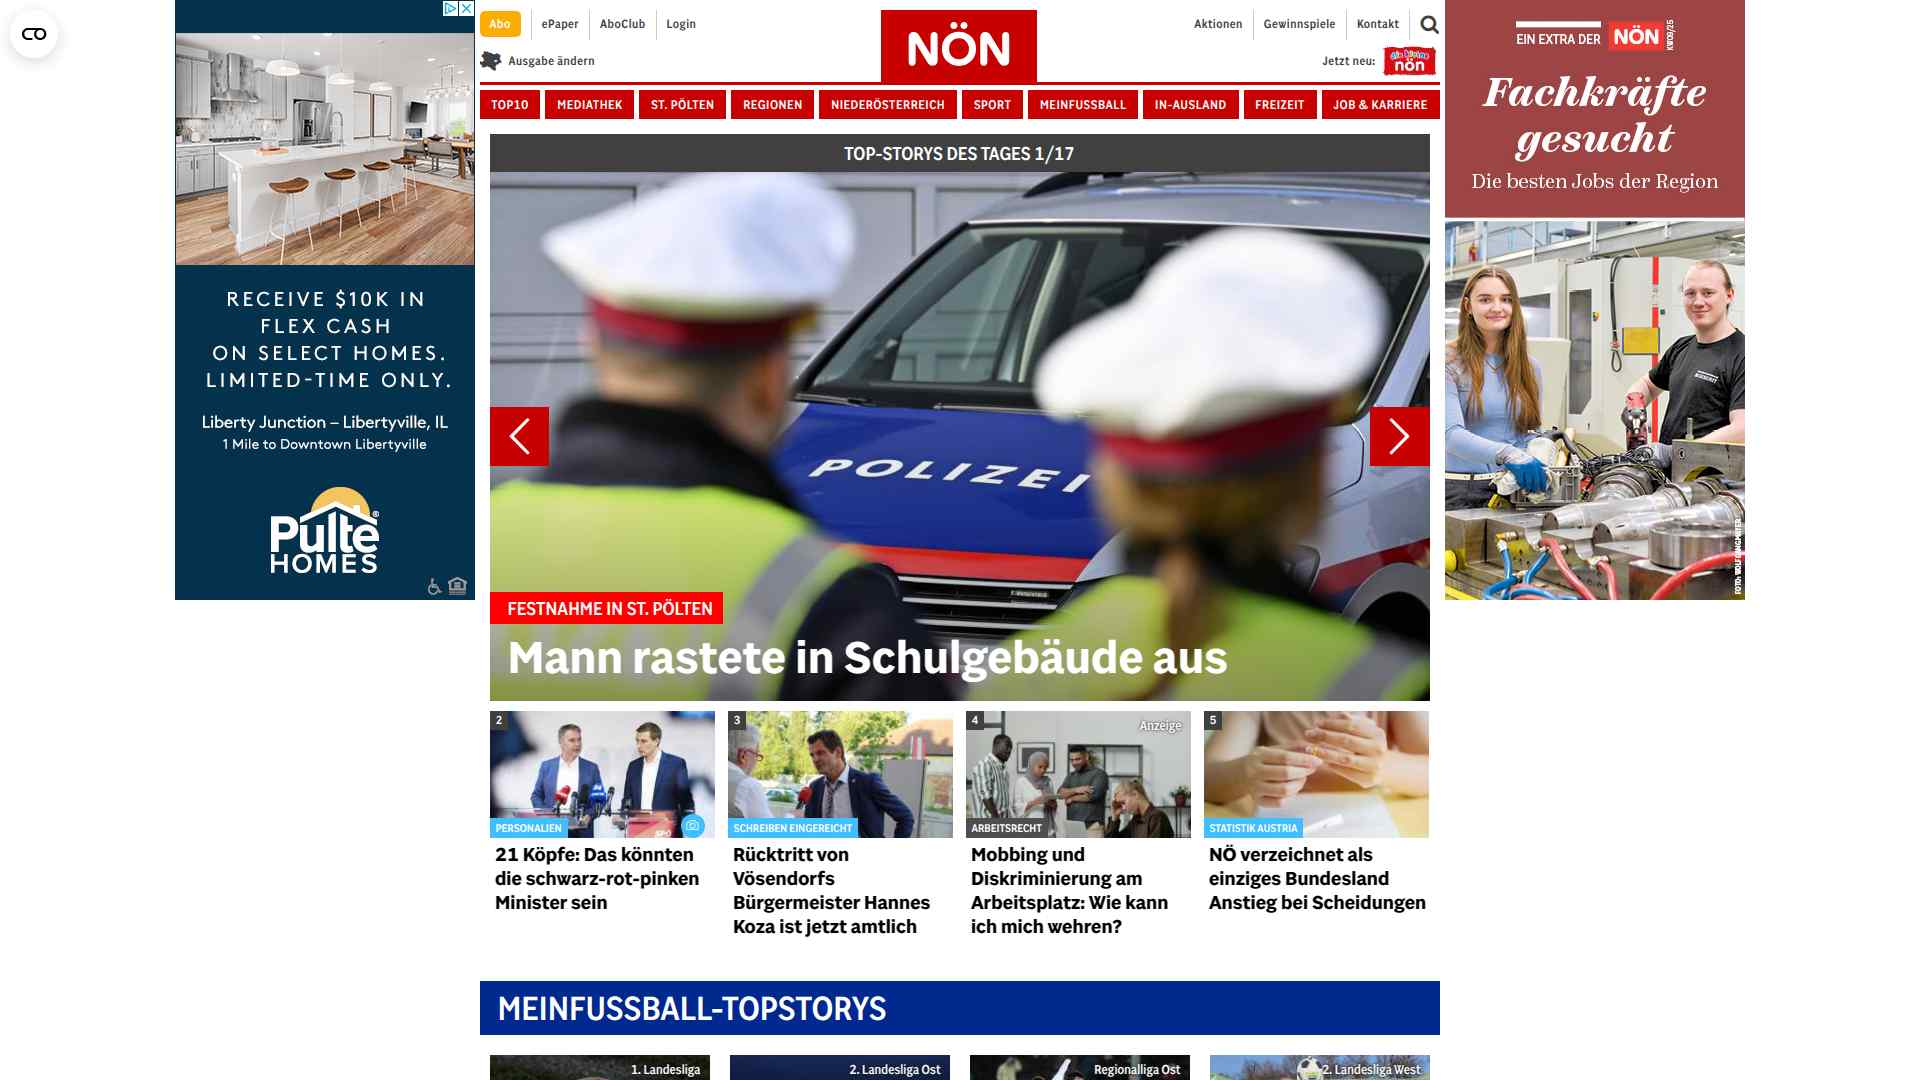 Abo
ePaper
AboClub
Login
Ausgabe ändern
NÖN
Aktionen
Gewinnspiele
Kontakt
Jetzt neu:
die kleine
nön
TOP10
MEDIATHEK
ST. PÖLTEN
REGIONEN
NIEDERÖSTERREICH
SPORT
MEINFUSSBALL
IN-AUSLAND
FREIZEIT
JOB & KARRIERE
RECEIVE $10K IN
FLEX CASH
ON SELECT HOMES.
LIMITED-TIME ONLY.
Liberty Junction – Libertyville, IL
1 Mile to Downtown Libertyville
Pulte®
HOMES
TOP-STORYS DES TAGES 1/17
POLIZEI
FESTNAHME IN ST. PÖLTEN
Mann rastete in Schulgebäude aus
EIN EXTRA DER NÖN KW09/25
Fachkräfte
gesucht
Die besten Jobs der Region
2
SPÖ
PERSONALIEN
21 Köpfe: Das könnten
die schwarz-rot-pinken
Minister sein
3
SCHREIBEN EINGEREICHT
Rücktritt von
Vösendorfs
Bürgermeister Hannes
Koza ist jetzt amtlich
4
Anzeige
ARBEITSRECHT
Mobbing und
Diskriminierung am
Arbeitsplatz: Wie kann
ich mich wehren?
5
STATISTIK AUSTRIA
NÖ verzeichnet als
einziges Bundesland
Anstieg bei Scheidungen
MEINFUSSBALL-TOPSTORYS
1. Landesliga
2. Landesliga Ost
Regionalliga Ost
2. Landesliga West